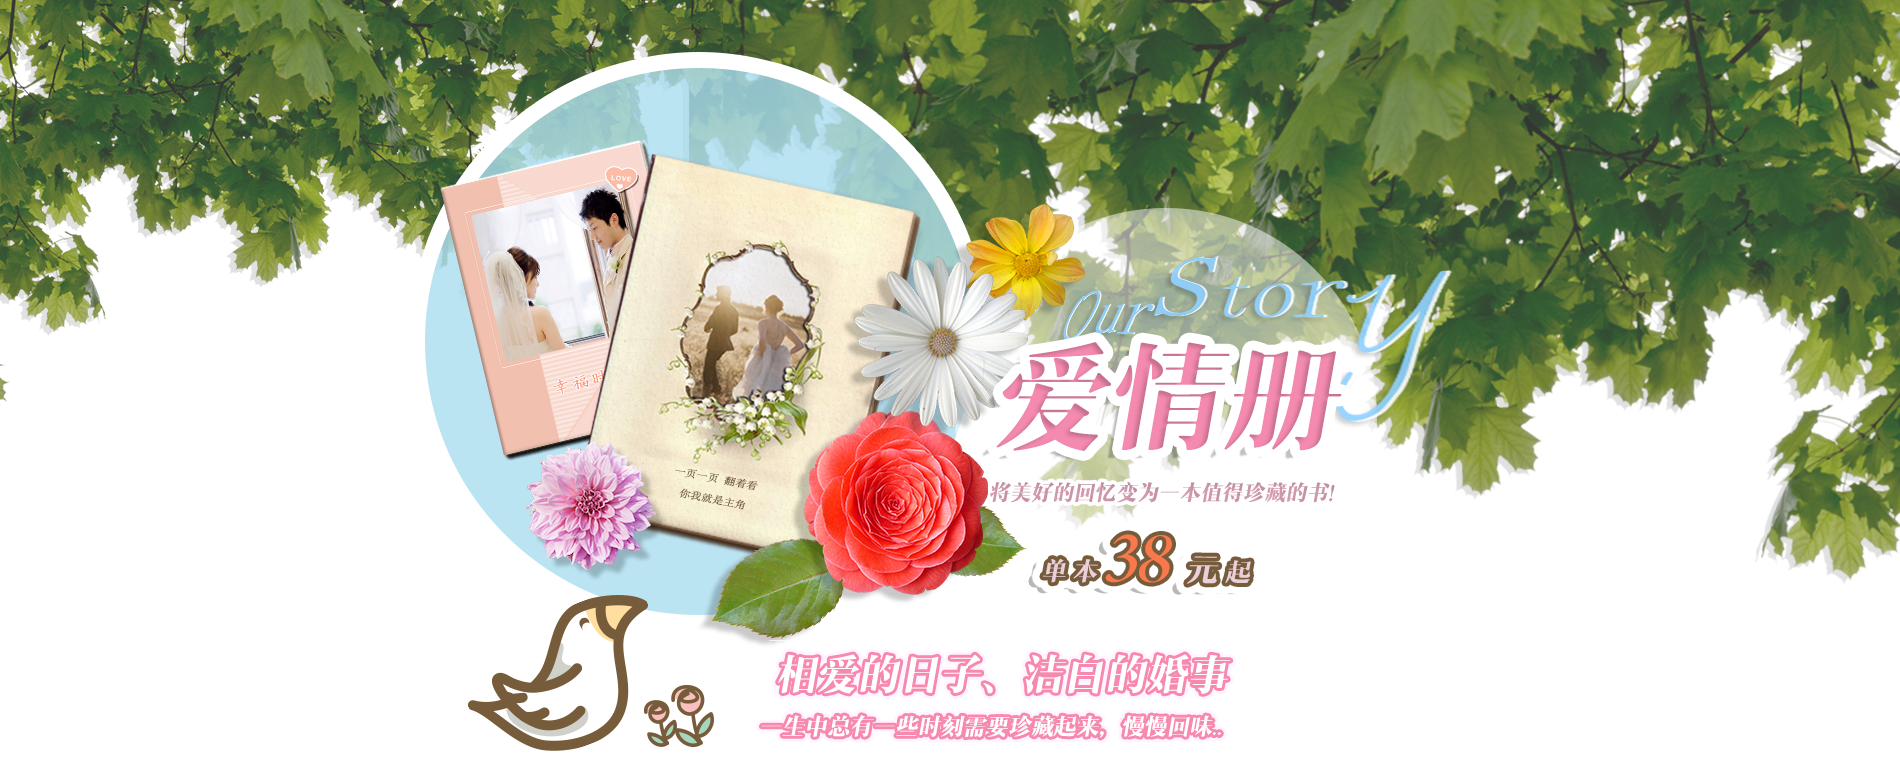 LOVE
幸福时
一页一页 翻着看
你我就是主角
Our Story
爱情册
将美好的回忆变为一本值得珍藏的书!
单本38元起
相爱的日子、洁白的婚事
一生中总有一些时刻需要珍藏起来，慢慢回味..